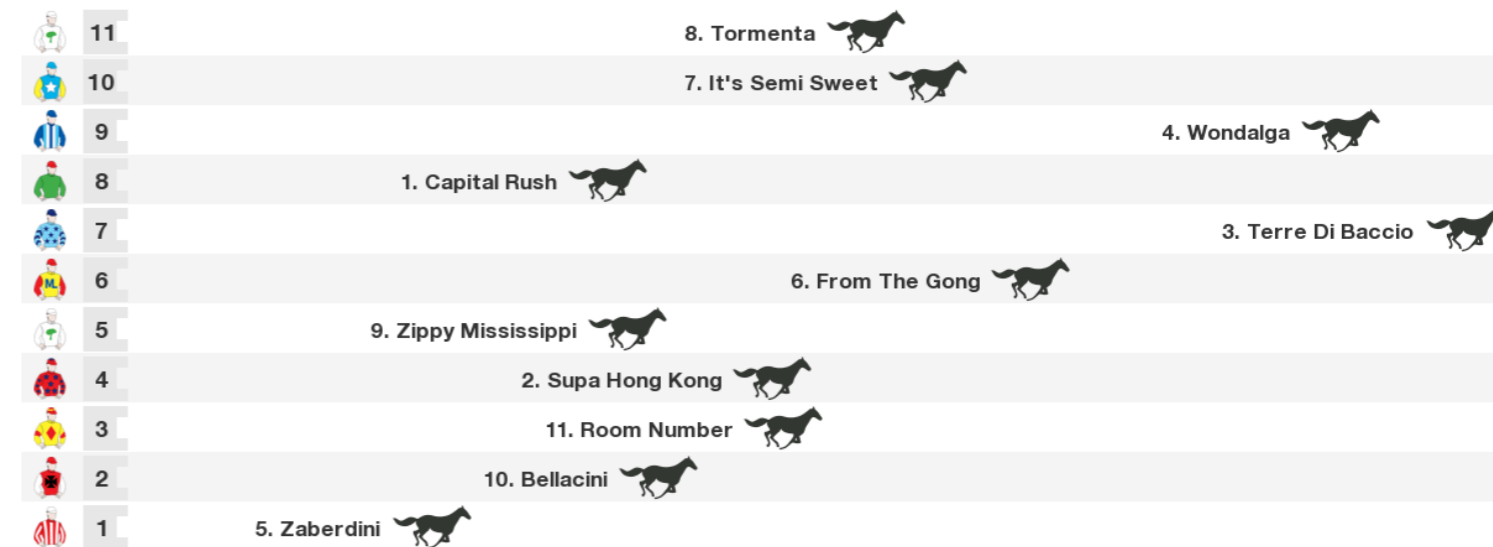 11 8. Tormenta
10 7. It's Semi Sweet
9 4. Wondalga
8 1. Capital Rush
7 3. Terre Di Baccio
6 M. 6. From The Gong
5 9. Zippy Mississippi
4 2. Supa Hong Kong
3 11. Room Number
2 10. Bellacini
1 5. Zaberdini